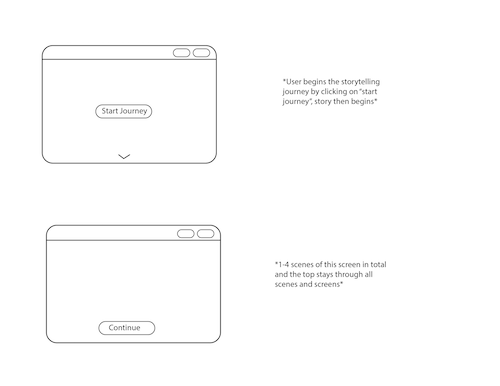 Start Journey
*User begins the storytelling
journey by clicking on "start
journey", story then begins*
*1-4 scenes of this screen in total
and the top stays through all
scenes and screens*
Continue